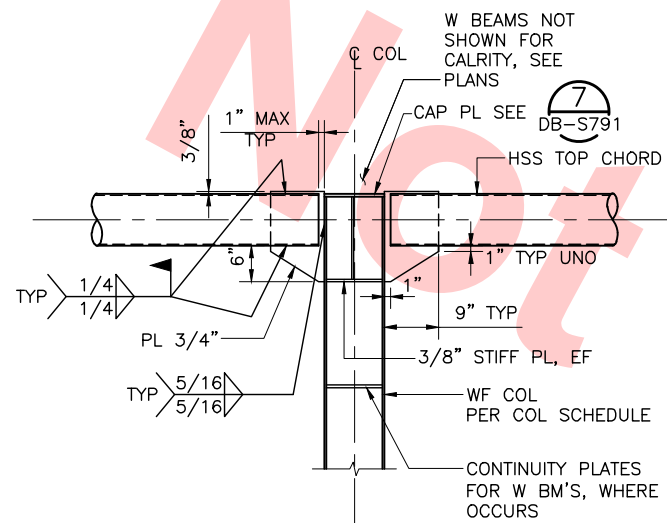 W BEAMS NOT
SHOWN FOR
CALRITY, SEE
PLANS
℄ COL
7
DB-S791
CAP PL SEE
1" MAX
TYP
3/8"
HSS TOP CHORD
6"
1" TYP UNO
1"
9" TYP
TYP
1/4
1/4
PL 3/4"
3/8" STIFF PL, EF
TYP
5/16
5/16
WF COL
PER COL SCHEDULE
CONTINUITY PLATES
FOR W BM'S, WHERE
OCCURS
Not